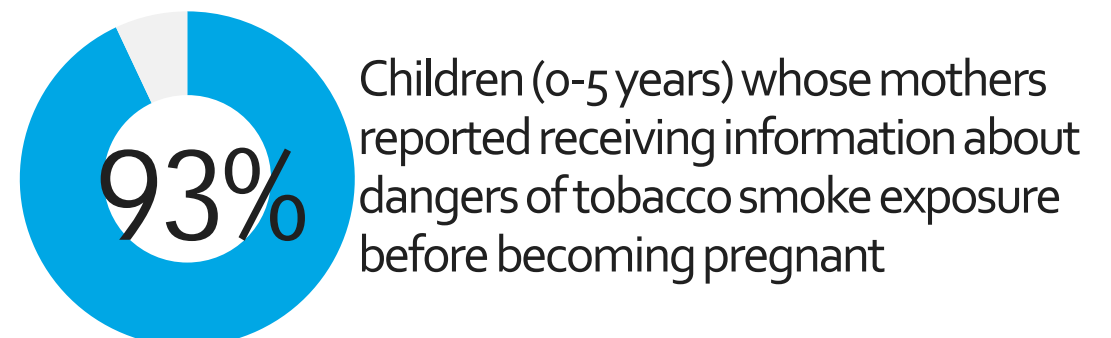 93%
Children (0-5 years) whose mothers
reported receiving information about
dangers of tobacco smoke exposure
before becoming pregnant